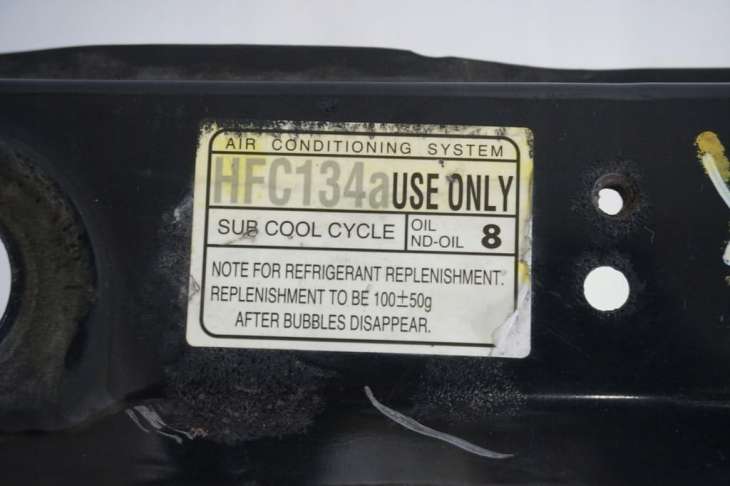 AIR CONDITIONING SYSTEM
HFC134a USE ONLY
SUB COOL CYCLE
OIL
ND-OIL 8
NOTE FOR REFRIGERANT REPLENISHMENT.
REPLENISHMENT TO BE 100±50g
AFTER BUBBLES DISAPPEAR.